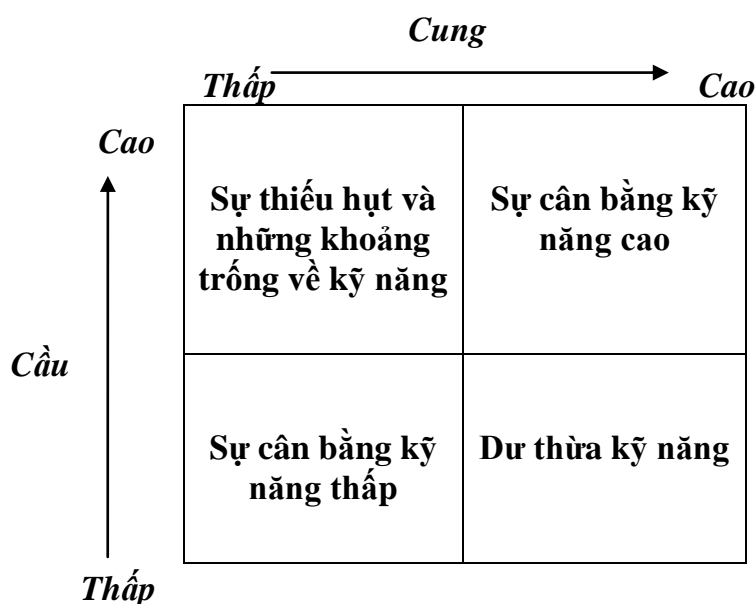 Cung
Thấp
Cao
Cao
Sự thiếu hụt và
những khoảng
trống về kỹ năng
Sự cân bằng kỹ
năng cao
Cầu
Sự cân bằng kỹ
năng thấp
Dư thừa kỹ năng
Thấp